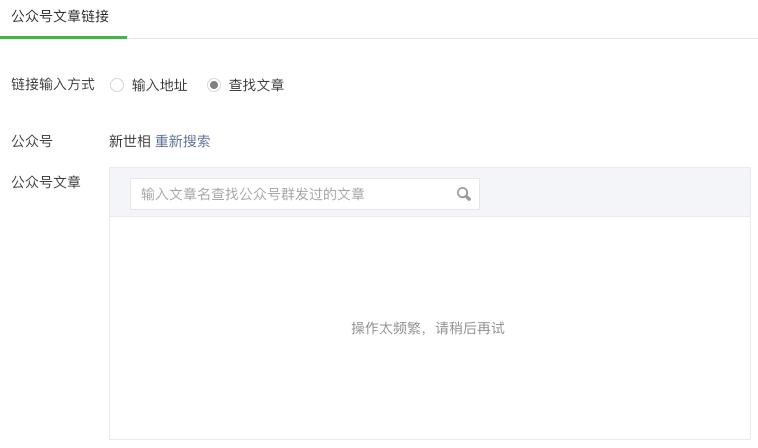 公众号文章链接
链接输入方式 输入地址 查找文章
公众号 新世相 重新搜索
公众号文章 输入文章名查找公众号群发过的文章
操作太频繁，请稍后再试